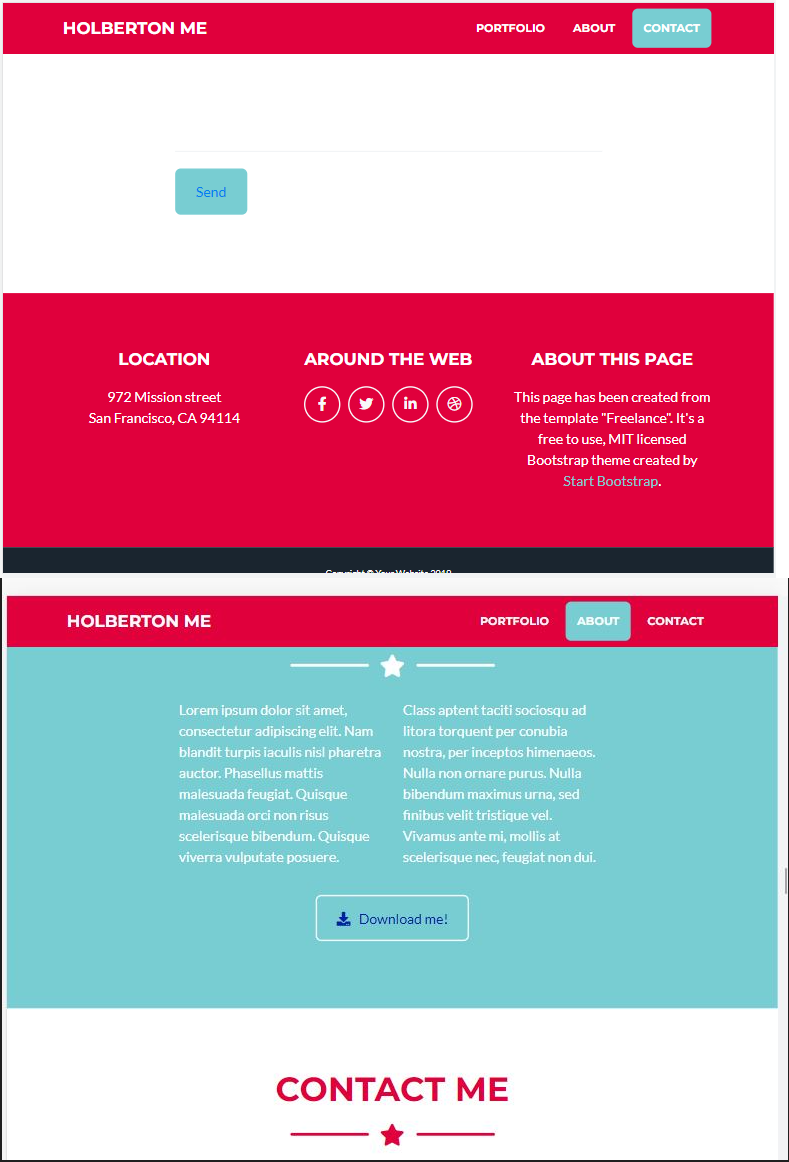 HOLBERTON ME
PORTFOLIO ABOUT CONTACT
Send
LOCATION
972 Mission street
San Francisco, CA 94114
AROUND THE WEB
ABOUT THIS PAGE
This page has been created from
the template "Freelance". It's a
free to use, MIT licensed
Bootstrap theme created by
Start Bootstrap.
Copyright © Your Website 2019
HOLBERTON ME
PORTFOLIO ABOUT CONTACT
Lorem ipsum dolor sit amet,
consectetur adipiscing elit. Nam
blandit turpis iaculis nisl pharetra
auctor. Phasellus mattis
malesuada feugiat. Quisque
malesuada orci non risus
scelerisque bibendum. Quisque
viverra vulputate posuere.
Class aptent taciti sociosqu ad
litora torquent per conubia
nostra, per inceptos himenaeos.
Nulla non ornare purus. Nulla
bibendum maximus urna, sed
finibus velit tristique vel.
Vivamus ante mi, mollis at
scelerisque nec, feugiat non dui.
Download me!
CONTACT ME